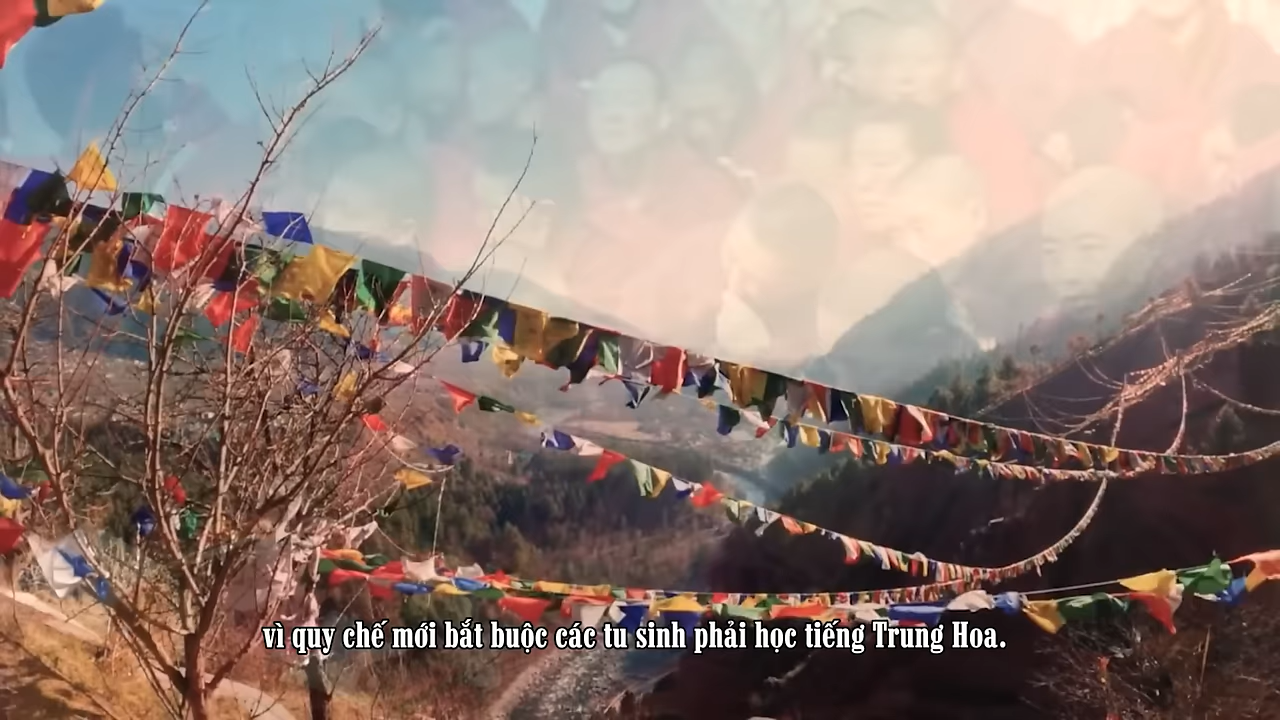 vì quy chế mới bắt buộc các tu sinh phải học tiếng Trung Hoa.